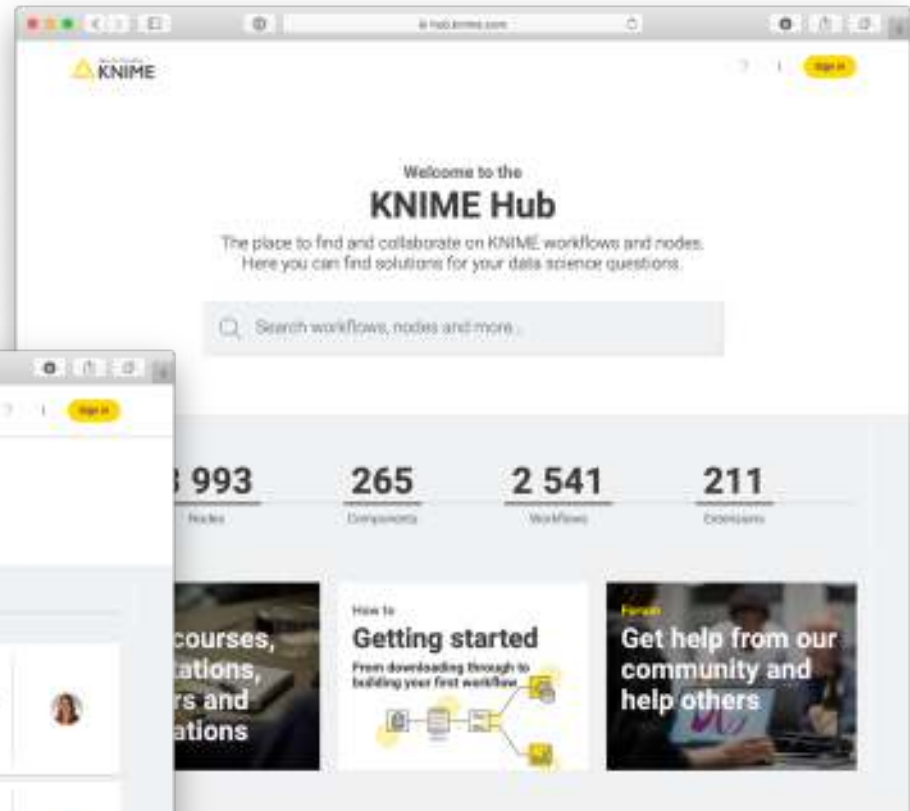 hub.knime.com
KNIME
Sign in
Welcome to the
KNIME Hub
The place to find and collaborate on KNIME workflows and nodes.
Here you can find solutions for your data science questions.
Search workflows, nodes and more...
Sign in
993
265
2 541
211
Nodes
Components
Workflows
Extensions
courses,
rs and
How to
Getting started
From downloading through to
building your first workflow
Forum
Get help from our
community and
help others